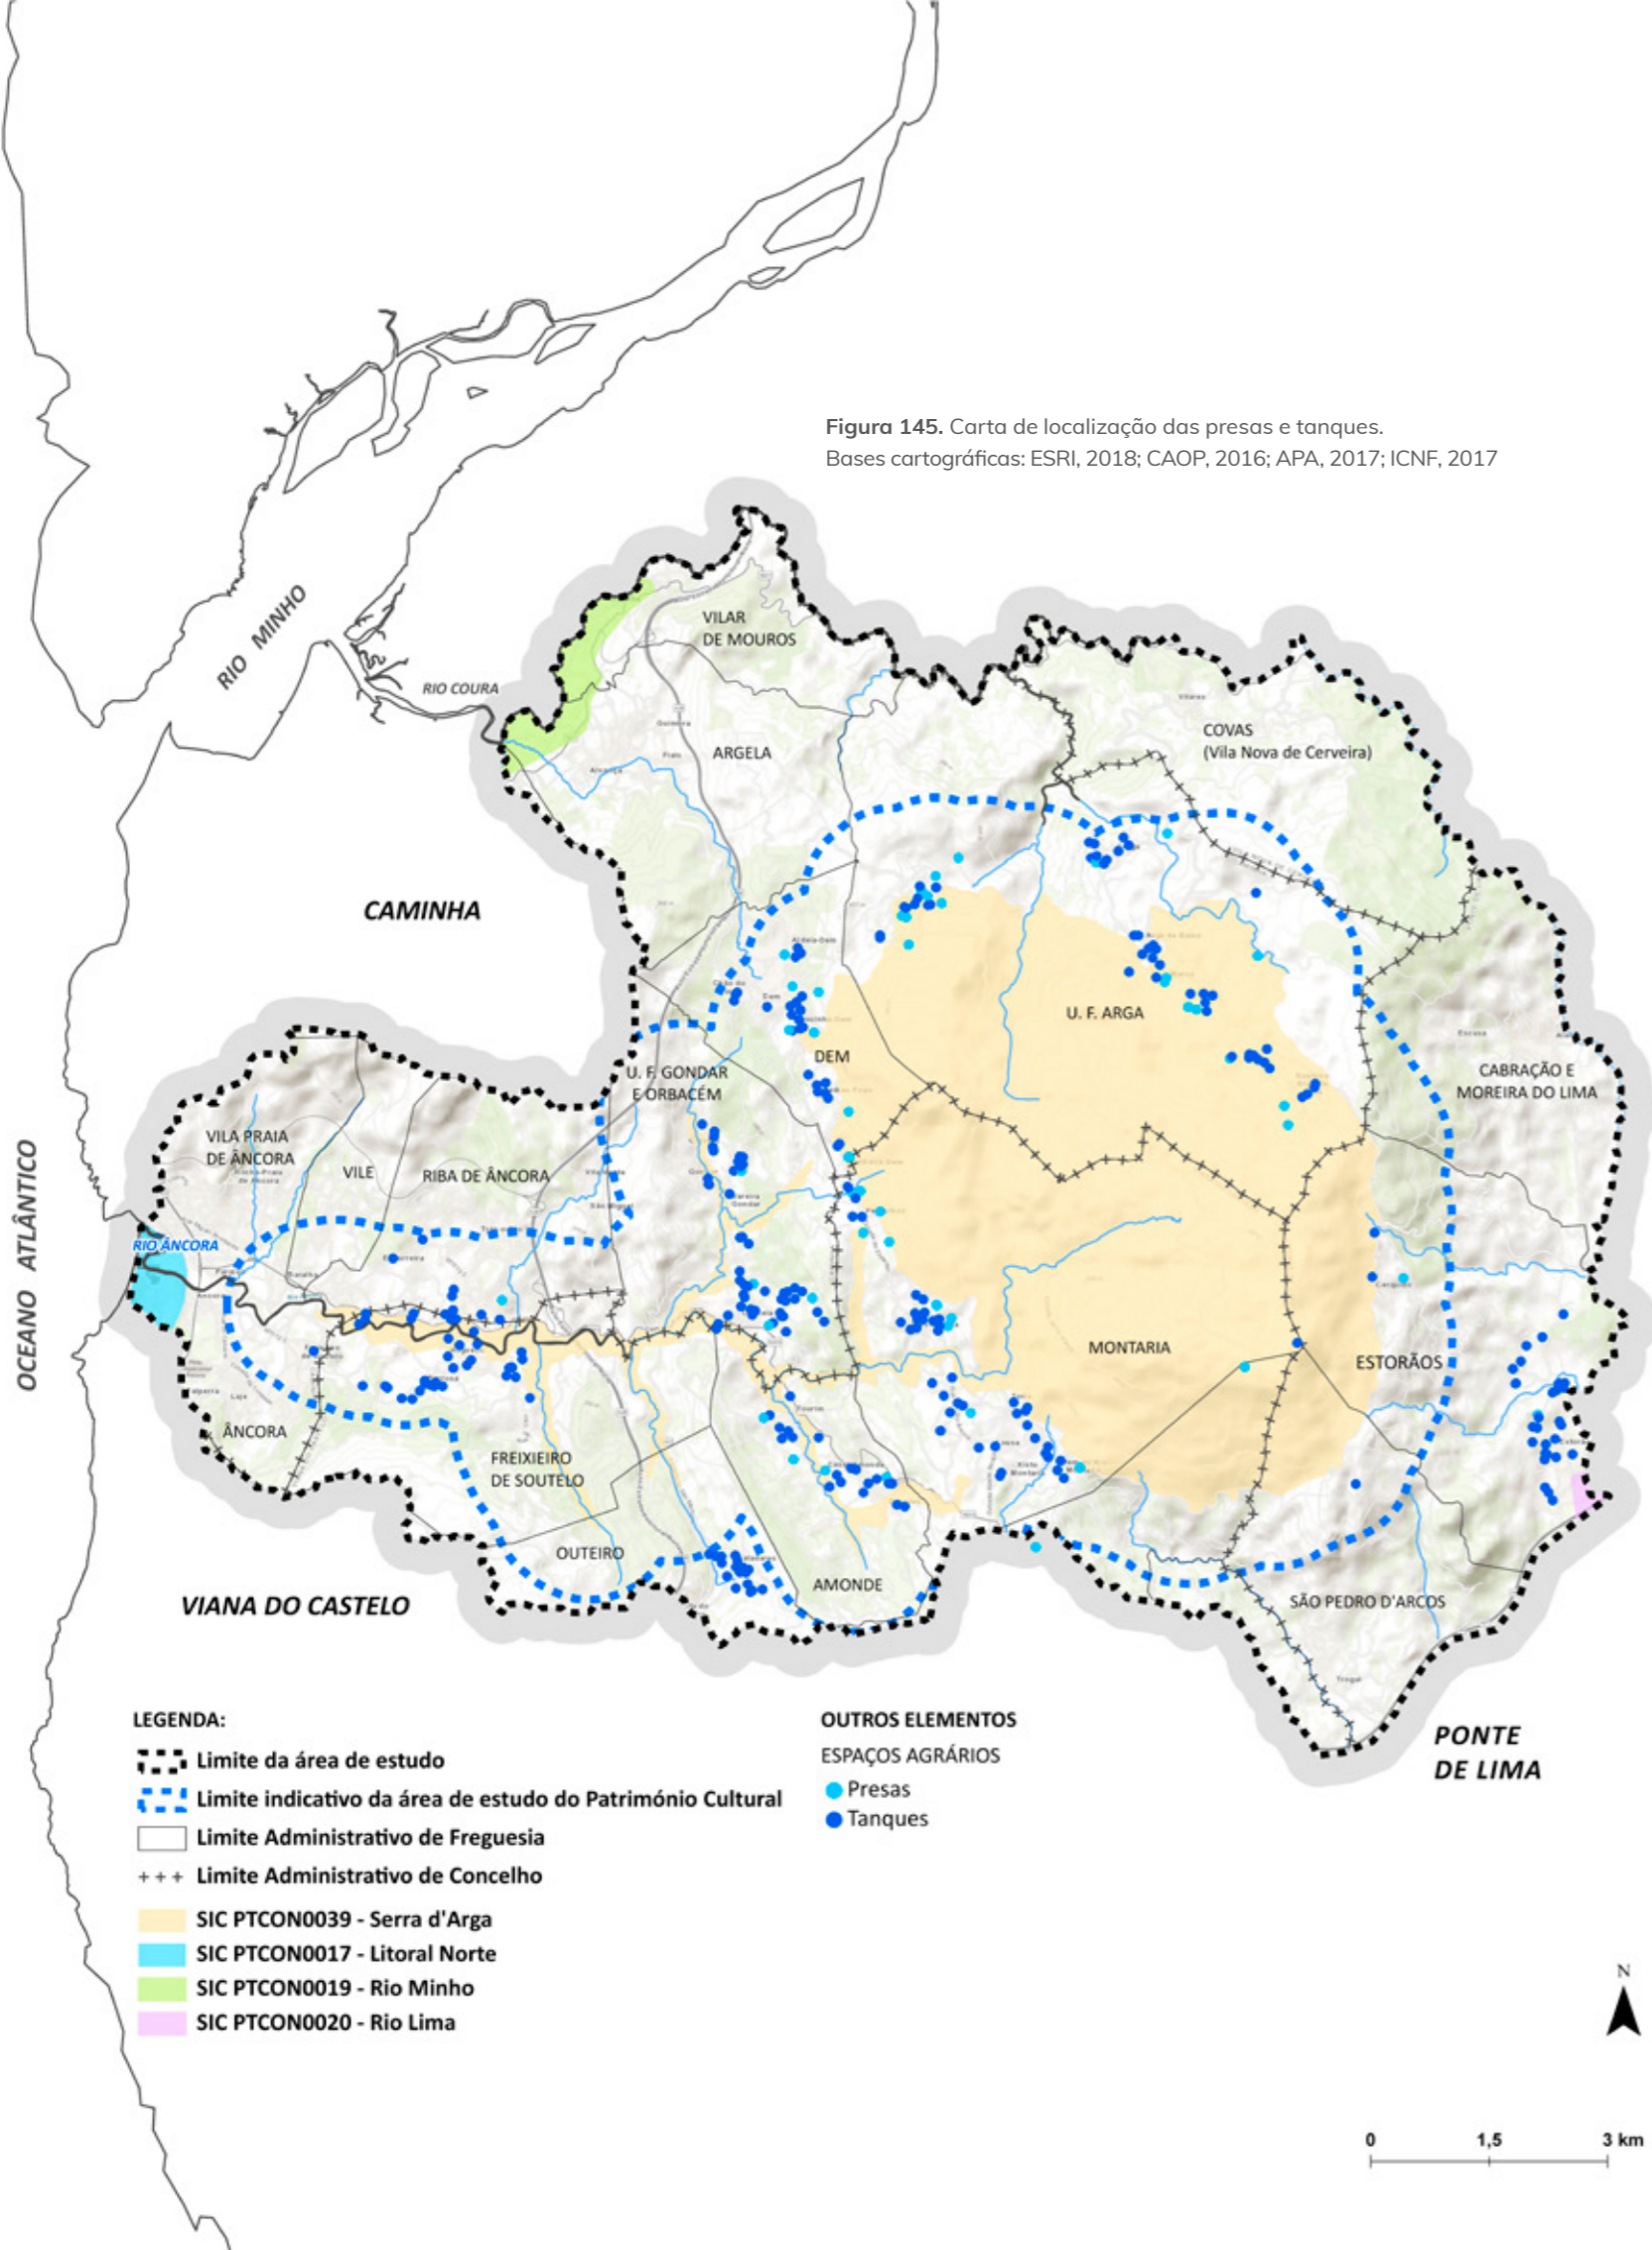 Figura 145. Carta de localização das presas e tanques.
Bases cartográficas: ESRI, 2018; CAOP, 2016; APA, 2017; ICNF, 2017
RIO MINHO
RIO COURA
VILAR
DE MOUROS
ARGELA
COVAS
(Vila Nova de Cerveira)
CAMINHA
U. F. ARGA
DEM
U. F. GONDAR
E ORBACÉM
CABRAÇÃO E
MOREIRA DO LIMA
VILA PRAIA
DE ÂNCORA
VILE
RIBA DE ÂNCORA
OCEANO ATLÂNTICO
RIO ÂNCORA
MONTARIA
ESTORÃOS
ÂNCORA
FREIXIEIRO
DE SOUTELO
OUTEIRO
AMONDE
SÃO PEDRO D'ARCOS
VIANA DO CASTELO
PONTE
DE LIMA
LEGENDA:
Limite da área de estudo
Limite indicativo da área de estudo do Património Cultural
Limite Administrativo de Freguesia
+++ Limite Administrativo de Concelho
SIC PTCON0039 - Serra d'Arga
SIC PTCON0017 - Litoral Norte
SIC PTCON0019 - Rio Minho
SIC PTCON0020 - Rio Lima
OUTROS ELEMENTOS
ESPAÇOS AGRÁRIOS
Presas
Tanques
N
0 1,5 3 km